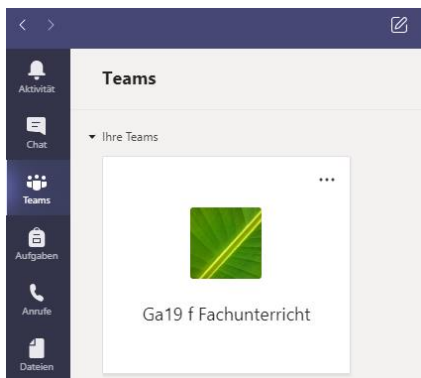 Aktivität
Chat
Teams
Aufgaben
Anrufe
Dateien
Teams
Ihre Teams
Ga19 f Fachunterricht